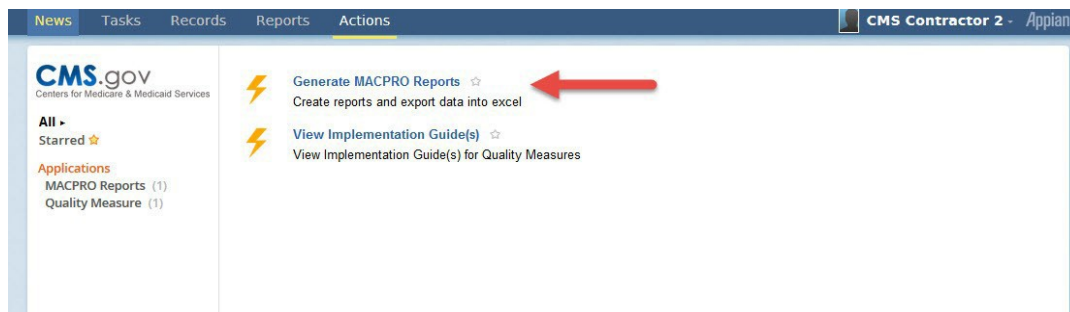 News Tasks Records Reports Actions CMS Contractor 2 - Appian
CMS.gov
Centers for Medicare & Medicaid Services
All
Starred
Applications
MACPRO Reports (1)
Quality Measure (1)
Generate MACPRO Reports
Create reports and export data into excel
View Implementation Guide(s)
View Implementation Guide(s) for Quality Measures